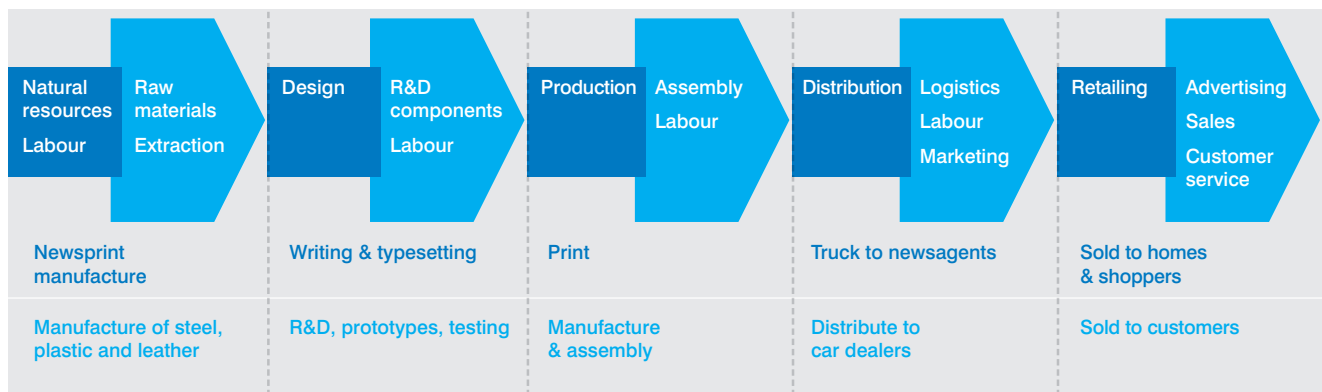 Natural
resources
Labour
Raw
materials
Extraction
Design
R&D
components
Labour
Production
Assembly
Labour
Distribution
Logistics
Labour
Marketing
Retailing
Advertising
Sales
Customer
service
Newsprint
manufacture
Writing & typesetting
Print
Truck to newsagents
Sold to homes
& shoppers
Manufacture of steel,
plastic and leather
R&D, prototypes, testing
Manufacture
& assembly
Distribute to
car dealers
Sold to customers